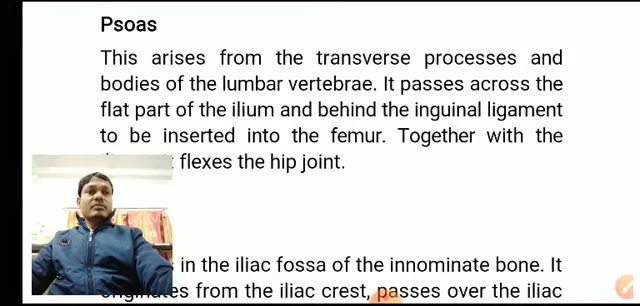 Psoas
This arises from the transverse processes and
bodies of the lumbar vertebrae. It passes across the
flat part of the ilium and behind the inguinal ligament
to be inserted into the femur. Together with the
flexes the hip joint.
in the iliac fossa of the innominate bone. It
originates from the iliac crest, passes over the iliac